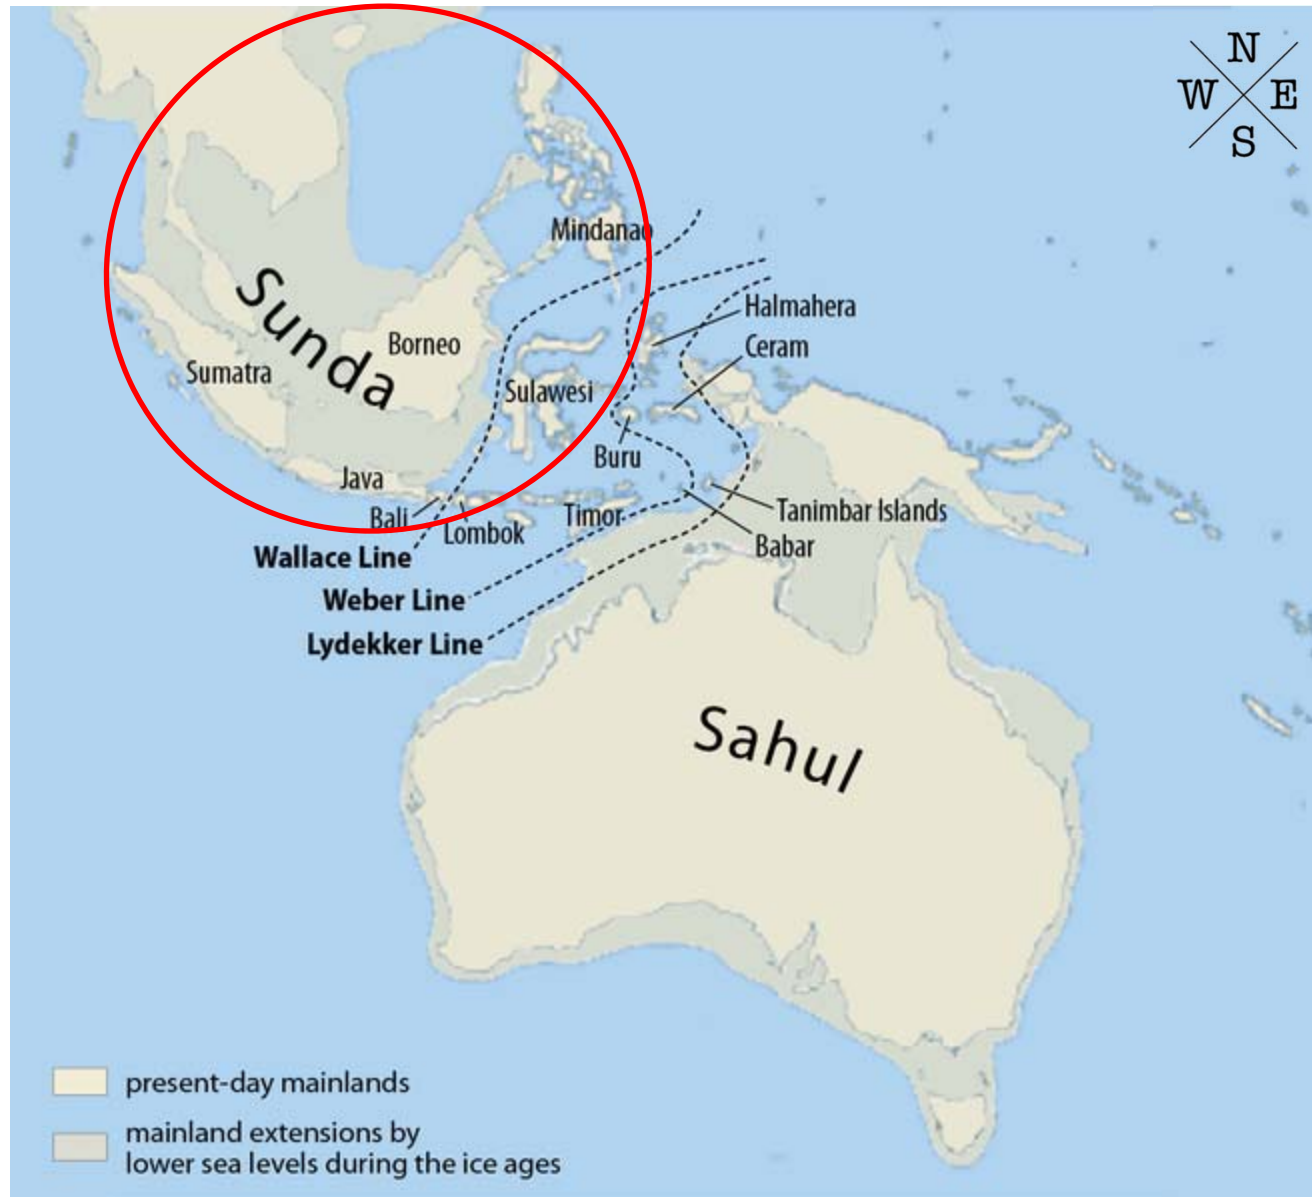 N
W E
S
Mindanao
Sunda
Halmahera
Borneo
Ceram
Sumatra
Sulawesi
Buru
Java
Tanimbar Islands
Bali
Lombok
Timor
Babar
Wallace Line
Weber Line
Lydekker Line
Sahul
present-day mainlands
mainland extensions by
lower sea levels during the ice ages